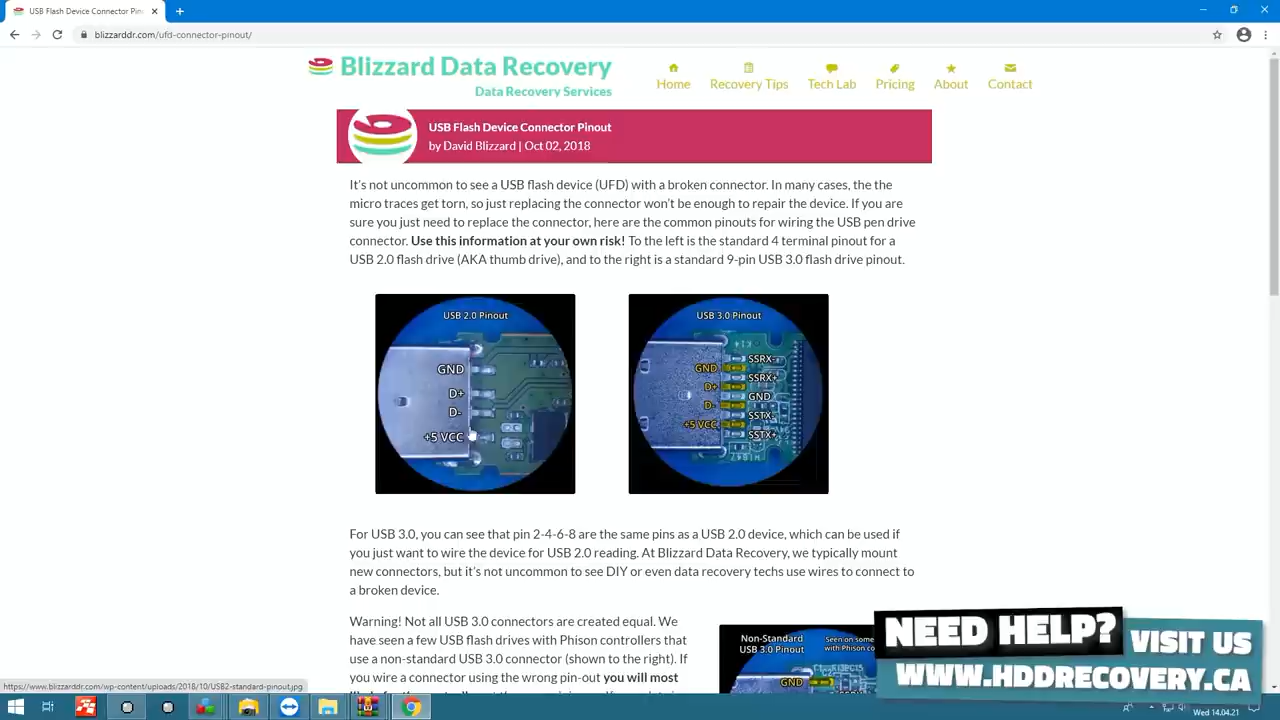 USB Flash Device Connector Pin
blizzarddr.com/ufd-connector-pinout/
Blizzard Data Recovery
Data Recovery Services
Home
Recovery Tips
Tech Lab
Pricing
About
Contact
USB Flash Device Connector Pinout
by David Blizzard | Oct 02, 2018
It's not uncommon to see a USB flash device (UFD) with a broken connector. In many cases, the the
micro traces get torn, so just replacing the connector won't be enough to repair the device. If you are
sure you just need to replace the connector, here are the common pinouts for wiring the USB pen drive
connector. Use this information at your own risk! To the left is the standard 4 terminal pinout for a
USB 2.0 flash drive (AKA thumb drive), and to the right is a standard 9-pin USB 3.0 flash drive pinout.
USB 2.0 Pinout
GND
D+
D-
+5 VCC
USB 3.0 Pinout
SSRX-
GND
SSRX+
D+
GND
D-
SSTX-
+5 VCC
SSTX+
For USB 3.0, you can see that pin 2-4-6-8 are the same pins as a USB 2.0 device, which can be used if
you just want to wire the device for USB 2.0 reading. At Blizzard Data Recovery, we typically mount
new connectors, but it's not uncommon to see DIY or even data recovery techs use wires to connect to
a broken device.
Warning! Not all USB 3.0 connectors are created equal. We
have seen a few USB flash drives with Phison controllers that
use a non-standard USB 3.0 connector (shown to the right). If
you wire a connector using the wrong pin-out you will most
Non-Standard
USB 3.0 Pinout
Seen on some
with Phison co
GND
NEED HELP?
VISIT US
WWW.HDDRECOVERY.CA
https://www.blizzarddr.com/wp-content/uploads/2018/10/USB2-standard-pinout.jpg
Wed 14.04.21